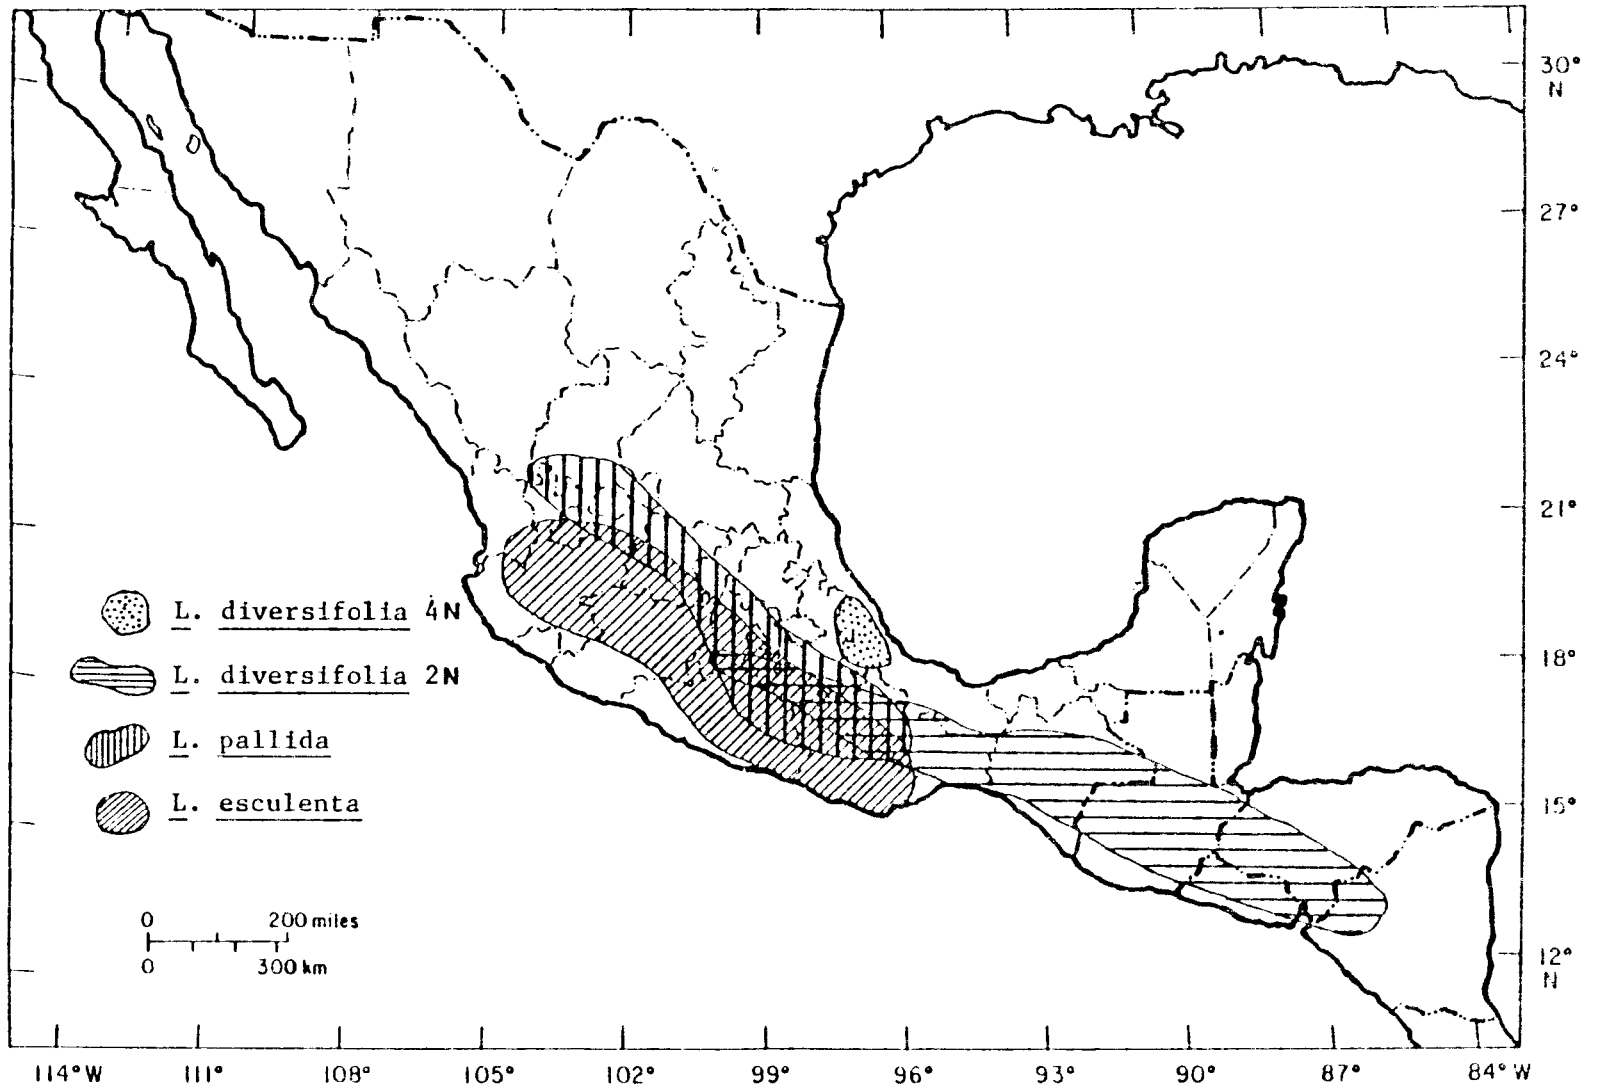 30°
N
27°
24°
21°
18°
15°
12°
N
L. diversifolia 4N
L. diversifolia 2N
L. pallida
L. esculenta
0 200 miles
0 300 km
114°W 111° 108° 105° 102° 99° 96° 93° 90° 87° 84°W